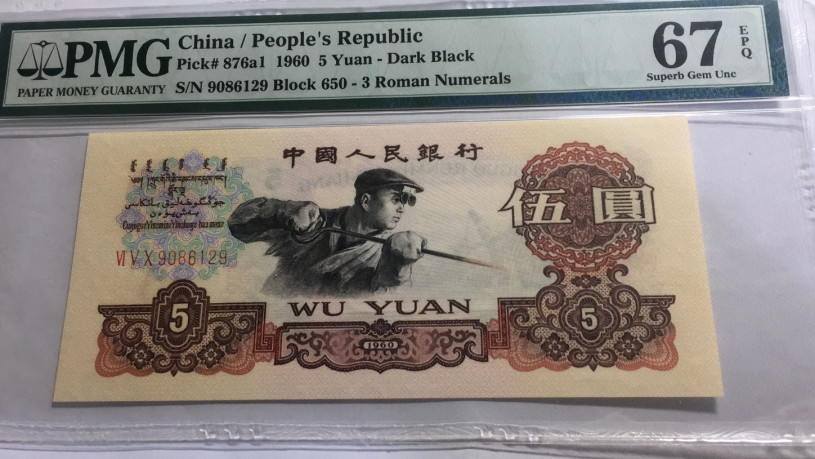 PMG
PAPER MONEY GUARANTY
China / People's Republic
Pick# 876a1 1960 5 Yuan - Dark Black
S/N 9086129 Block 650 - 3 Roman Numerals
67 EPQ
Superb Gem Unc
中國人民銀行
伍圓
VI V X 9086129
WU YUAN
5
1960
5